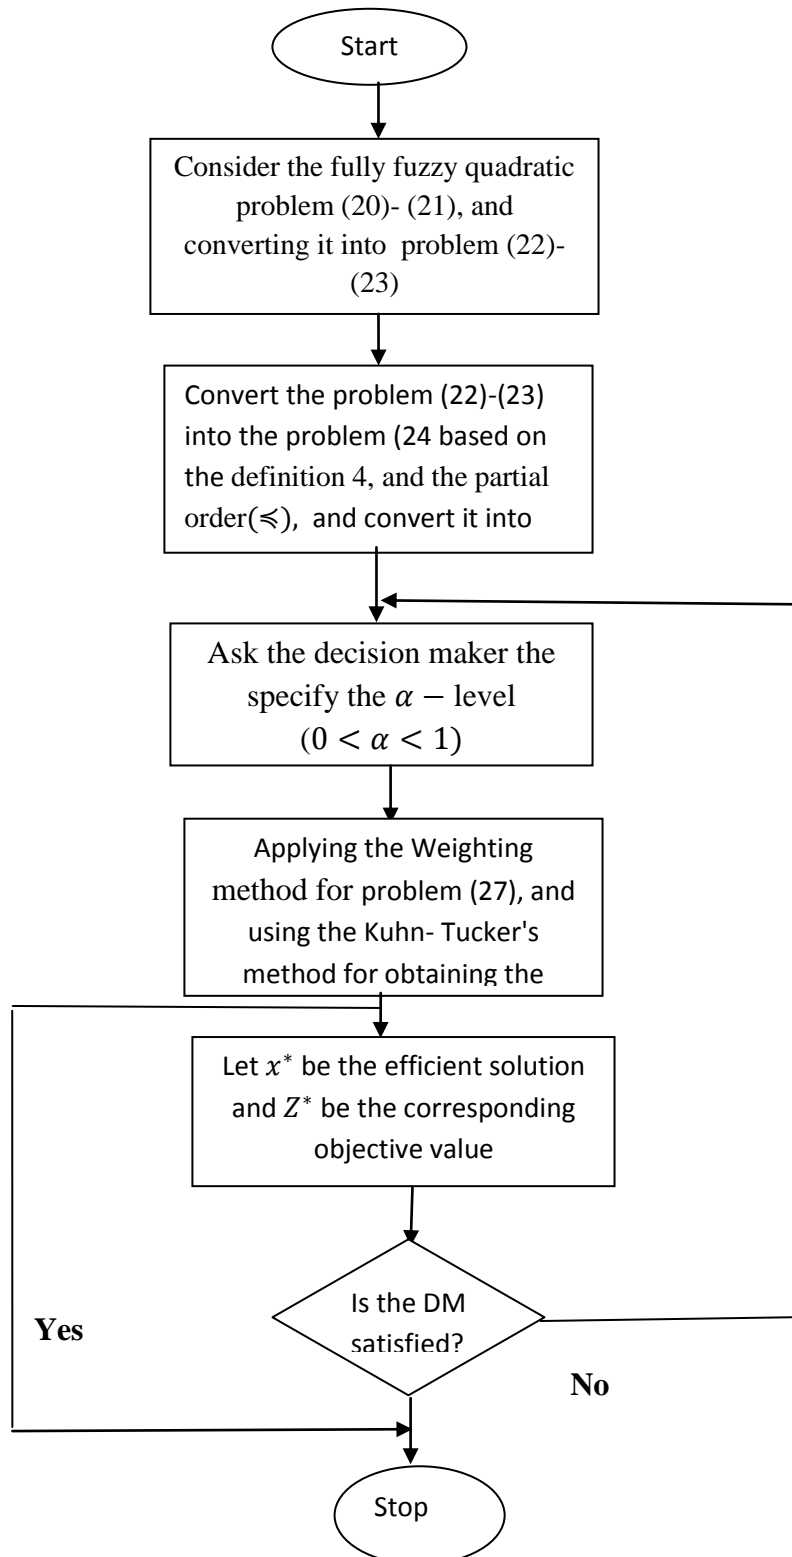 Start
Consider the fully fuzzy quadratic
problem (20)- (21), and
converting it into problem (22)-
(23)
Convert the problem (22)-(23)
into the problem (24 based on
the definition 4, and the partial
order(≼), and convert it into
Ask the decision maker the
specify the α − level
(0 < α < 1)
Applying the Weighting
method for problem (27), and
using the Kuhn- Tucker's
method for obtaining the
Let x* be the efficient solution
and Z* be the corresponding
objective value
Is the DM
satisfied?
Yes
No
Stop